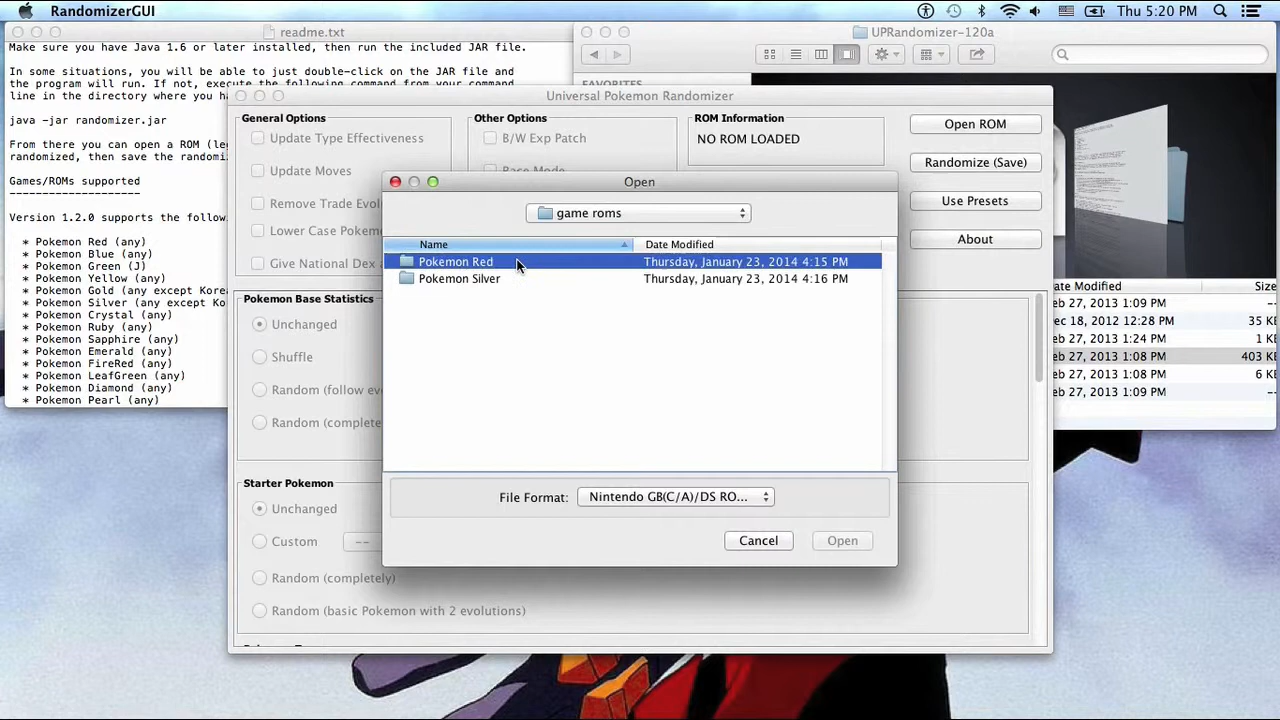 RandomizerGUI
Thu 5:20 PM
readme.txt
Make sure you have Java 1.6 or later installed, then run the included JAR file.
In some situations, you will be able to just double-click on the JAR file and
the program will run. If not, execute the following command from your command
line in the directory where you ha
java -jar randomizer.jar
From there you can open a ROM (leg
randomized, then save the randomiz
Games/ROMs supported
--------------------
Version 1.2.0 supports the follow
* Pokemon Red (any)
* Pokemon Blue (any)
* Pokemon Green (J)
* Pokemon Yellow (any)
* Pokemon Gold (any except Korea
* Pokemon Silver (any except Ko
* Pokemon Crystal (any)
* Pokemon Ruby (any)
* Pokemon Sapphire (any)
* Pokemon Emerald (any)
* Pokemon FireRed (any)
* Pokemon LeafGreen (any)
* Pokemon Diamond (any)
* Pokemon Pearl (any)
UPRandomizer-120a
FAVORITES
ate Modified Size
eb 27, 2013 1:09 PM --
ec 18, 2012 12:28 PM 35 KB
eb 27, 2013 1:24 PM 1 KB
eb 27, 2013 1:08 PM 403 KB
eb 27, 2013 1:08 PM 6 KB
eb 27, 2013 1:09 PM --
Universal Pokemon Randomizer
General Options
Update Type Effectiveness
Update Moves
Remove Trade Evol
Lower Case Pokem
Give National Dex a
Other Options
B/W Exp Patch
Race Mode
ROM Information
NO ROM LOADED
Open ROM
Randomize (Save)
Use Presets
About
Pokemon Base Statistics
Unchanged
Shuffle
Random (follow ev
Random (complete
Starter Pokemon
Unchanged
Custom --
Random (completely)
Random (basic Pokemon with 2 evolutions)
Open
game roms
Name Date Modified
Pokemon Red Thursday, January 23, 2014 4:15 PM
Pokemon Silver Thursday, January 23, 2014 4:16 PM
File Format: Nintendo GB(C/A)/DS RO...
Cancel
Open